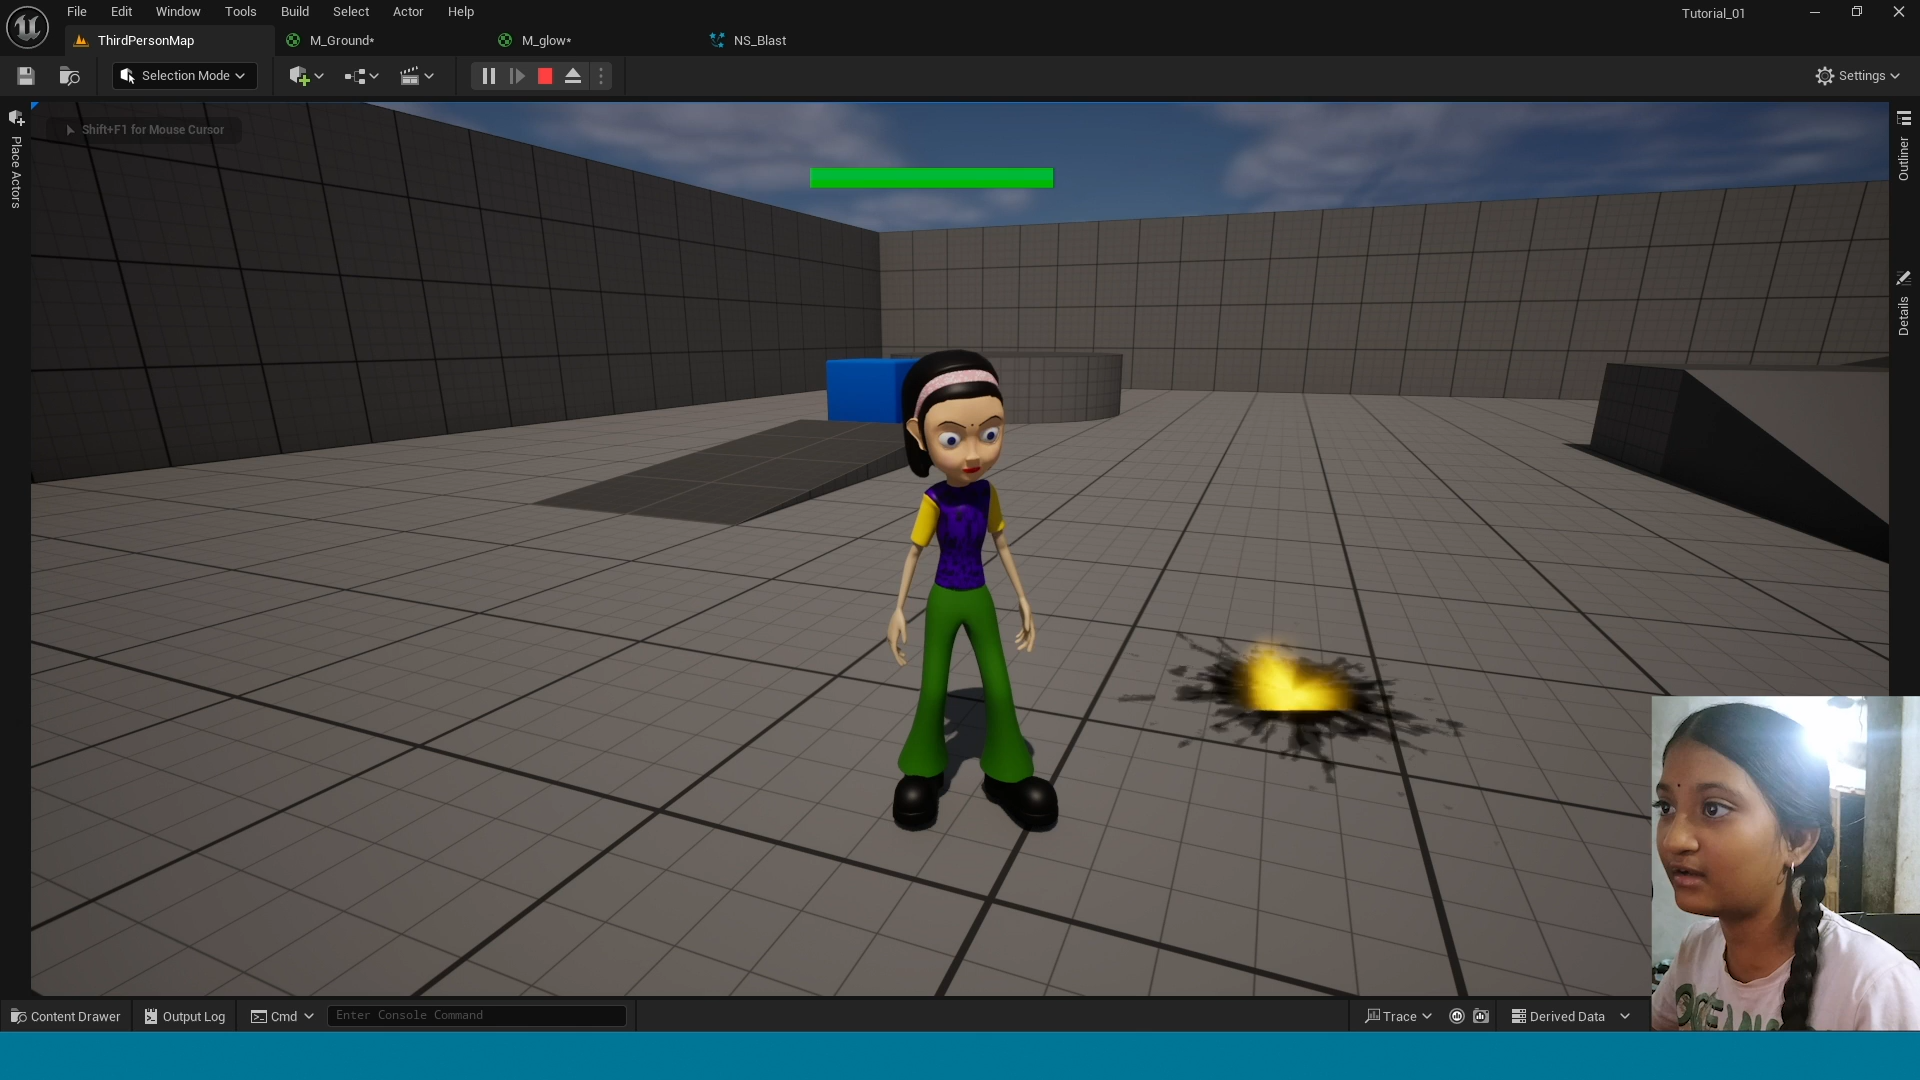 File Edit Window Tools Build Select Actor Help
Tutorial_01
ThirdPersonMap M_Ground* M_glow* NS_Blast
Selection Mode
Settings
Shift+F1 for Mouse Cursor
Place Actors
Outliner
Details
Content Drawer Output Log Cmd Enter Console Command Trace Derived Data